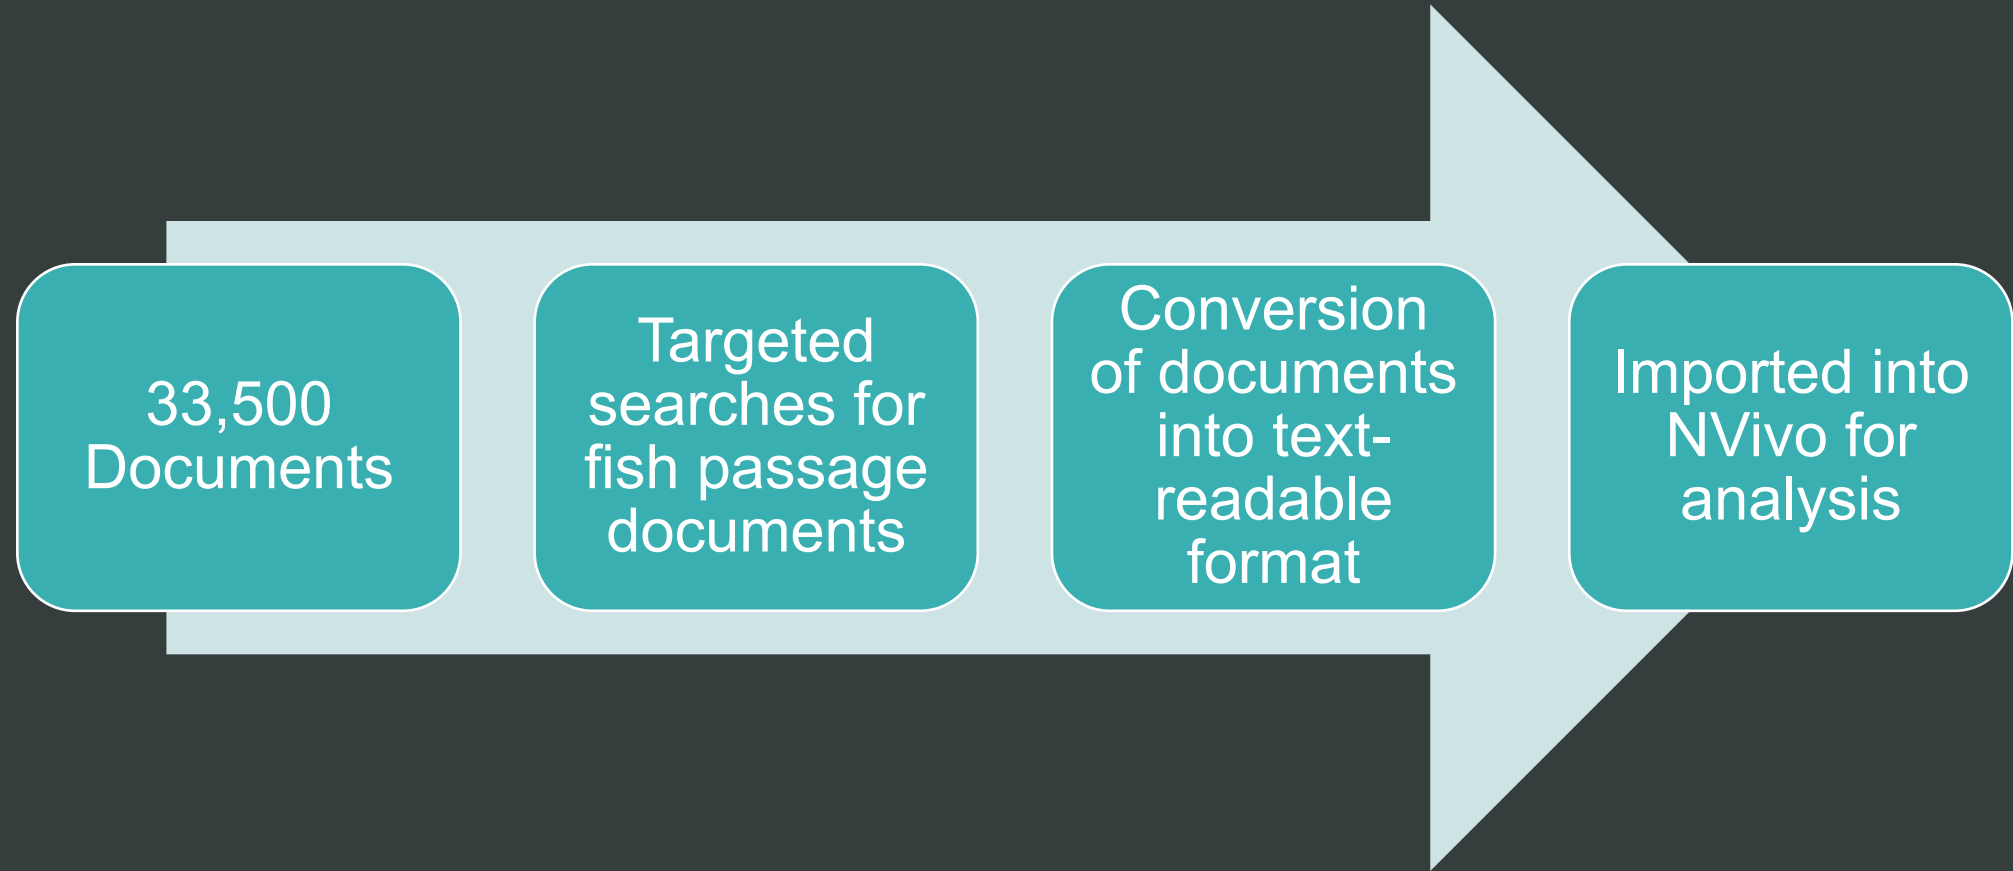 33,500
Documents
Targeted
searches for
fish passage
documents
Conversion
of documents
into text-
readable
format
Imported into
NVivo for
analysis